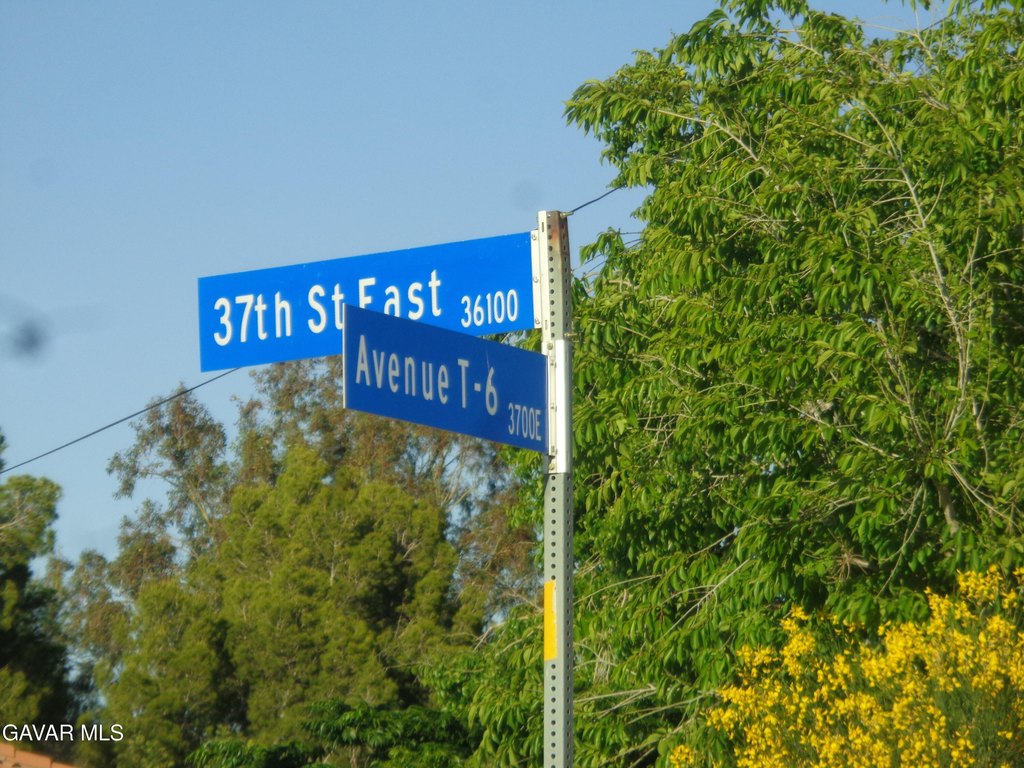 37th St East 36100
Avenue T-6 3700E
GAVAR MLS